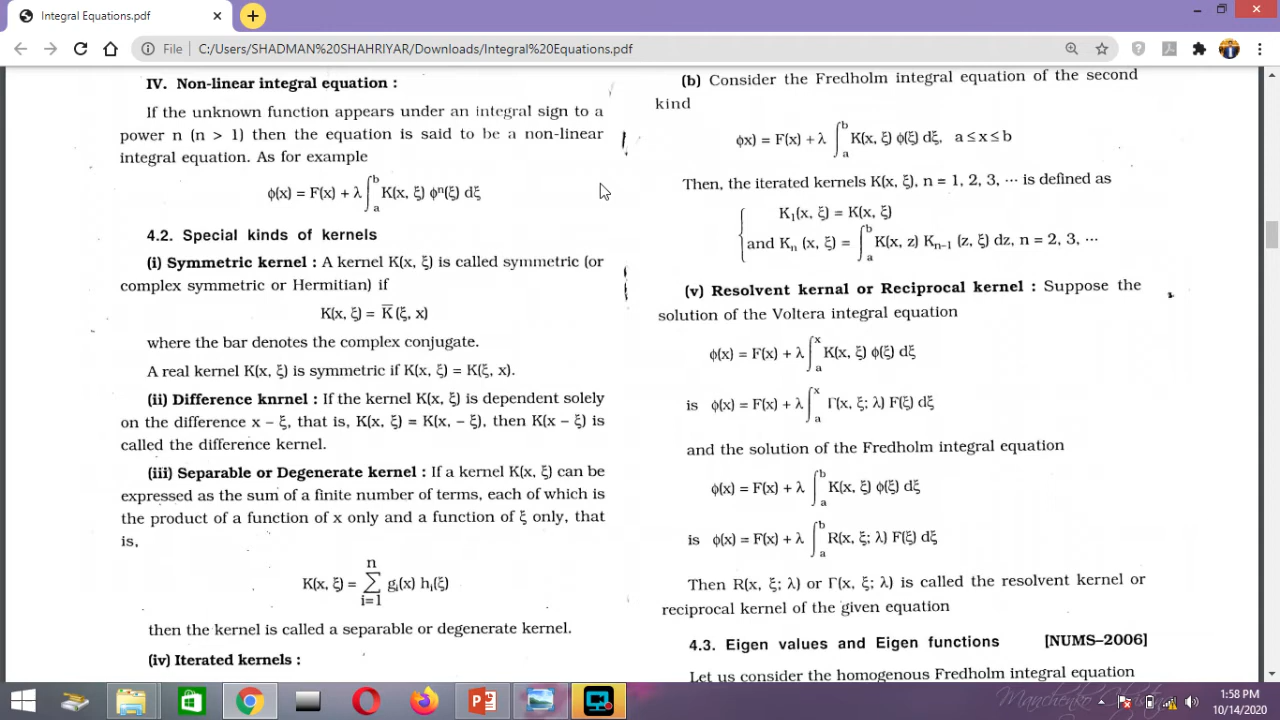 Integral Equations.pdf
File | C:/Users/SHADMAN%20SHAHRIYAR/Downloads/Integral%20Equations.pdf
IV. Non-linear integral equation :
If the unknown function appears under an integral sign to a
power n (n > 1) then the equation is said to be a non-linear
integral equation. As for example
ϕ(x) = F(x) + λ ∫ₐᵇ K(x, ξ) ϕⁿ(ξ) dξ
4.2. Special kinds of kernels
(i) Symmetric kernel : A kernel K(x, ξ) is called symmetric (or
complex symmetric or Hermitian) if
K(x, ξ) = K̅ (ξ, x)
where the bar denotes the complex conjugate.
A real kernel K(x, ξ) is symmetric if K(x, ξ) = K(ξ, x).
(ii) Difference knrnel : If the kernel K(x, ξ) is dependent solely
on the difference x – ξ, that is, K(x, ξ) = K(x, – ξ), then K(x – ξ) is
called the difference kernel.
(iii) Separable or Degenerate kernel : If a kernel K(x, ξ) can be
expressed as the sum of a finite number of terms, each of which is
the product of a function of x only and a function of ξ only, that
is,
n
K(x, ξ) = Σ gᵢ(x) hᵢ(ξ)
i=1
then the kernel is called a separable or degenerate kernel.
(iv) Iterated kernels :
(b) Consider the Fredholm integral equation of the second
kind
ϕx) = F(x) + λ ∫ₐᵇ K(x, ξ) ϕ(ξ) dξ, a ≤ x ≤ b
Then, the iterated kernels K(x, ξ), n = 1, 2, 3, ⋯ is defined as
K₁(x, ξ) = K(x, ξ)
and Kₙ (x, ξ) = ∫ₐᵇ K(x, z) Kₙ₋₁ (z, ξ) dz, n = 2, 3, ⋯
(v) Resolvent kernal or Reciprocal kernel : Suppose the
solution of the Voltera integral equation
ϕ(x) = F(x) + λ ∫ₐˣ K(x, ξ) ϕ(ξ) dξ
is ϕ(x) = F(x) + λ ∫ₐˣ Γ(x, ξ; λ) F(ξ) dξ
and the solution of the Fredholm integral equation
ϕ(x) = F(x) + λ ∫ₐᵇ K(x, ξ) ϕ(ξ) dξ
is ϕ(x) = F(x) + λ ∫ₐᵇ R(x, ξ; λ) F(ξ) dξ
Then R(x, ξ; λ) or Γ(x, ξ; λ) is called the resolvent kernel or
reciprocal kernel of the given equation
4.3. Eigen values and Eigen functions [NUMS–2006]
Let us consider the homogenous Fredholm integral equation
1:58 PM
10/14/2020